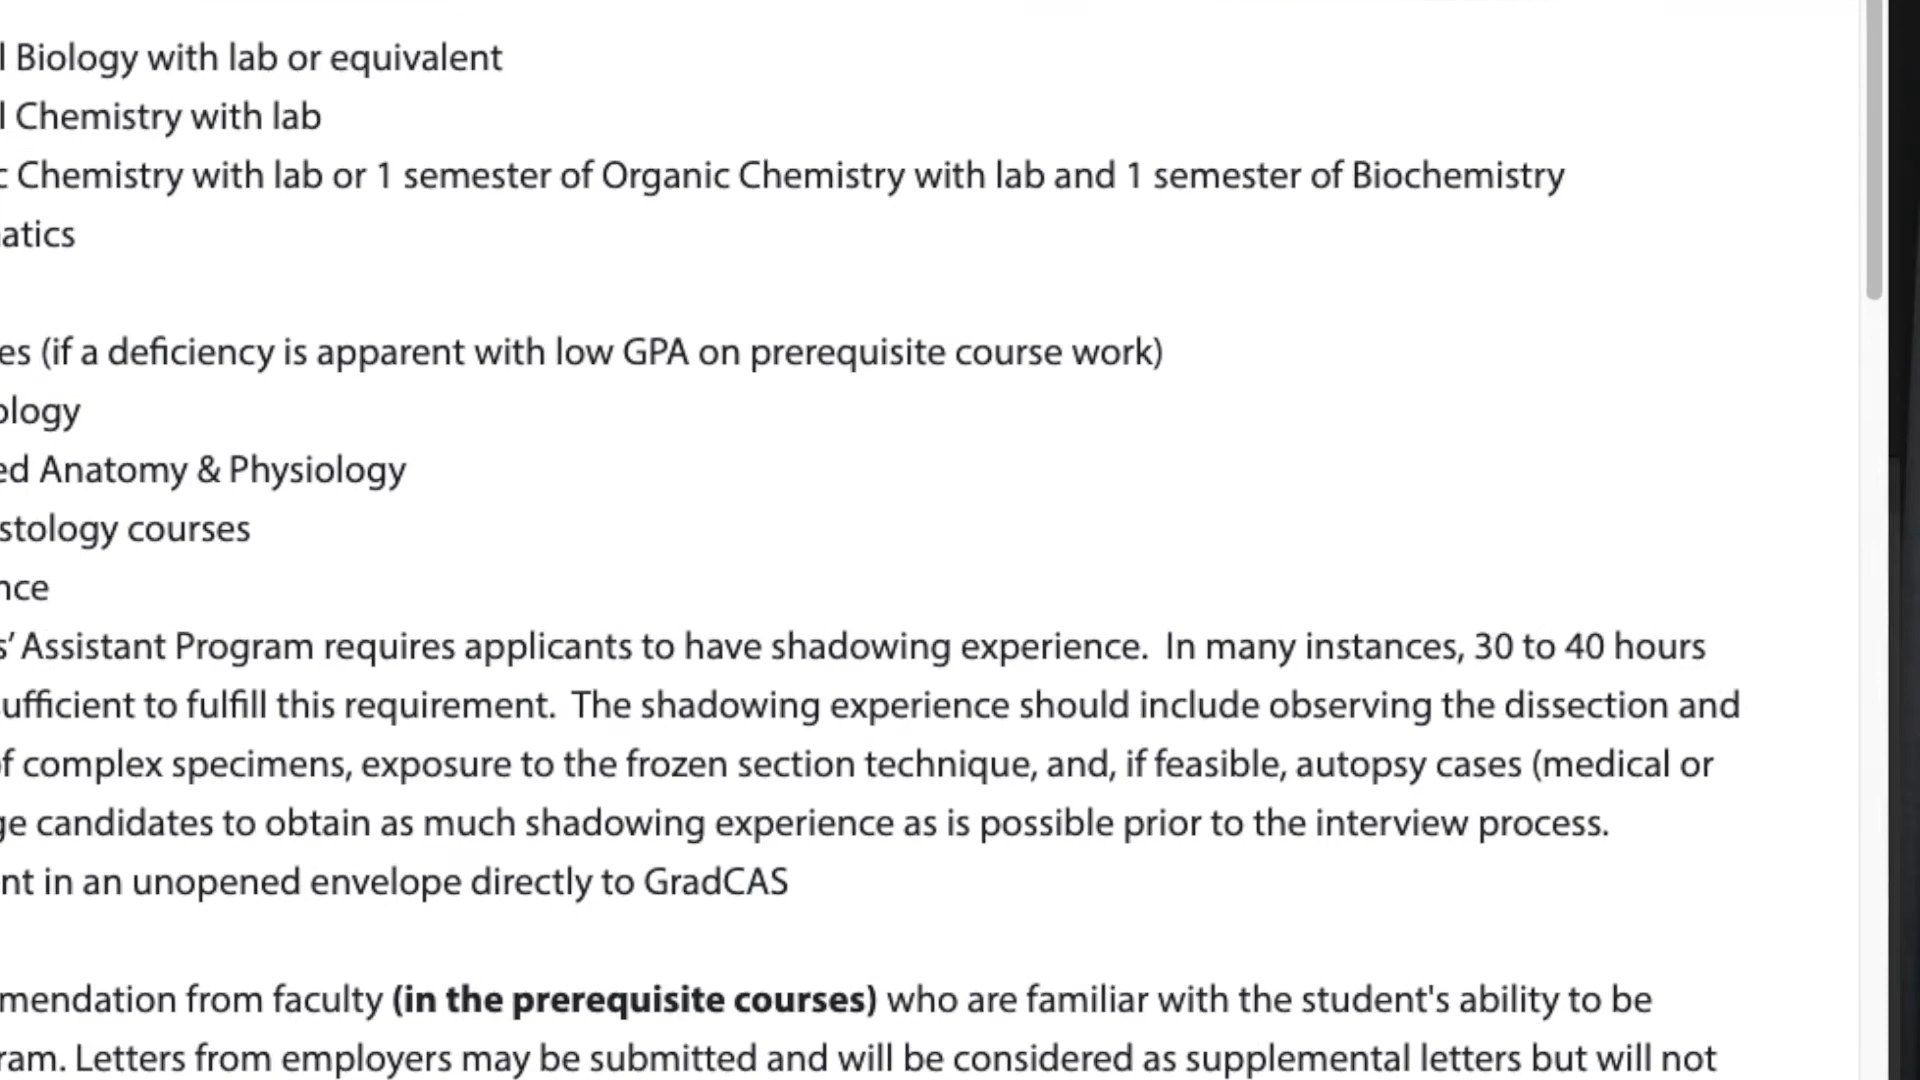 Biology with lab or equivalent
Chemistry with lab
Chemistry with lab or 1 semester of Organic Chemistry with lab and 1 semester of Biochemistry
atics
es (if a deficiency is apparent with low GPA on prerequisite course work)
ology
ed Anatomy & Physiology
stology courses
nce
s’ Assistant Program requires applicants to have shadowing experience.  In many instances, 30 to 40 hours
ufficient to fulfill this requirement.  The shadowing experience should include observing the dissection and
of complex specimens, exposure to the frozen section technique, and, if feasible, autopsy cases (medical or
ge candidates to obtain as much shadowing experience as is possible prior to the interview process.
nt in an unopened envelope directly to GradCAS
mendation from faculty (in the prerequisite courses) who are familiar with the student's ability to be
ram. Letters from employers may be submitted and will be considered as supplemental letters but will not